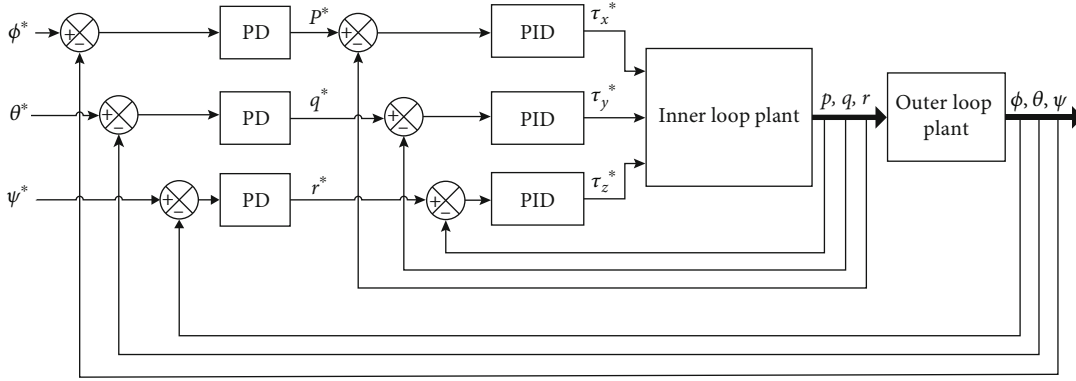 ϕ* + − PD P* + − PID τx*
θ* + − PD q* + − PID τy*
ψ* + − PD r* + − PID τz*
Inner loop plant
p, q, r
Outer loop
plant
ϕ, θ, ψ